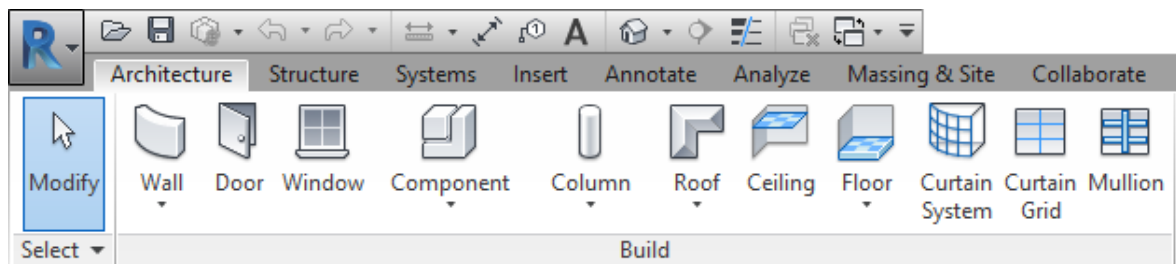 R
A
Architecture Structure Systems Insert Annotate Analyze Massing & Site Collaborate
Modify Wall Door Window Component Column Roof Ceiling Floor Curtain System Curtain Grid Mullion
Select Build